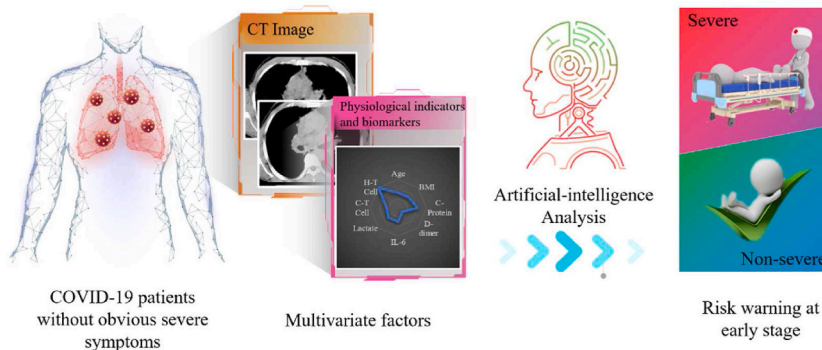 CT Image
Physiological indicators
and biomarkers
Age
H-T
Cell
BMI
C-T
Cell
C-
Protein
Lactate
D-
dimer
IL-6
Artificial-intelligence
Analysis
Severe
Non-severe
COVID-19 patients
without obvious severe
symptoms
Multivariate factors
Risk warning at
early stage